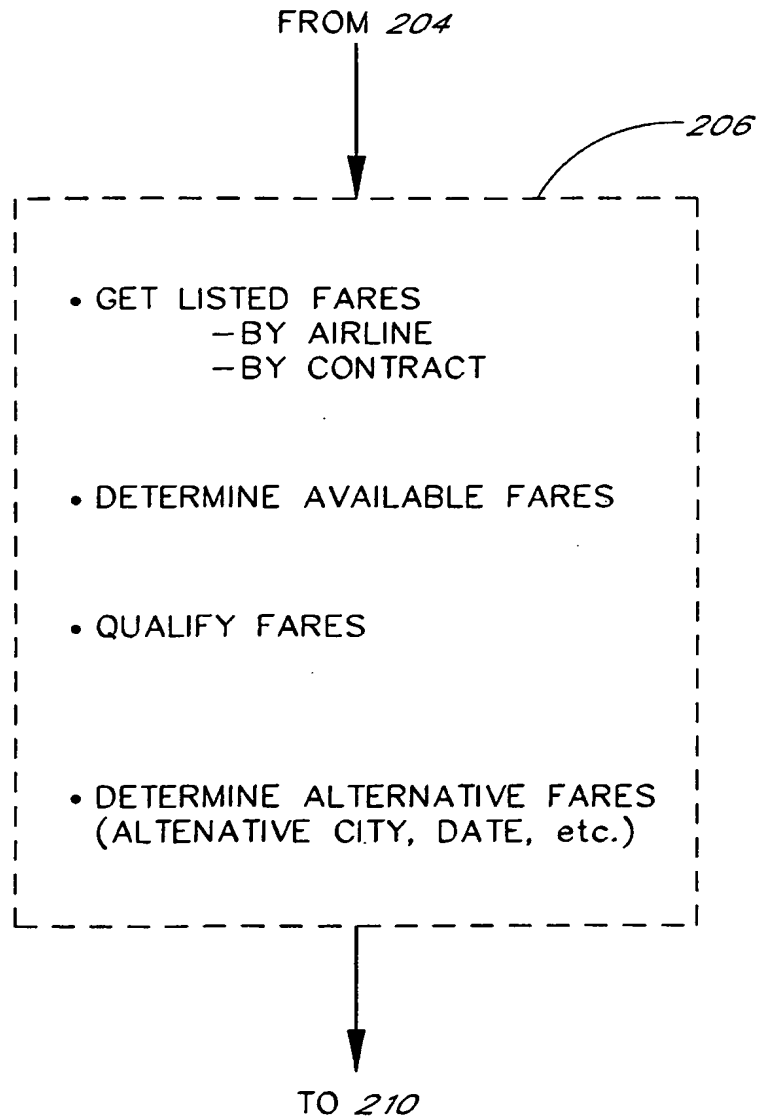 FROM 204
206
• GET LISTED FARES
–BY AIRLINE
–BY CONTRACT
• DETERMINE AVAILABLE FARES
• QUALIFY FARES
• DETERMINE ALTERNATIVE FARES
(ALTENATIVE CITY, DATE, etc.)
TO 210